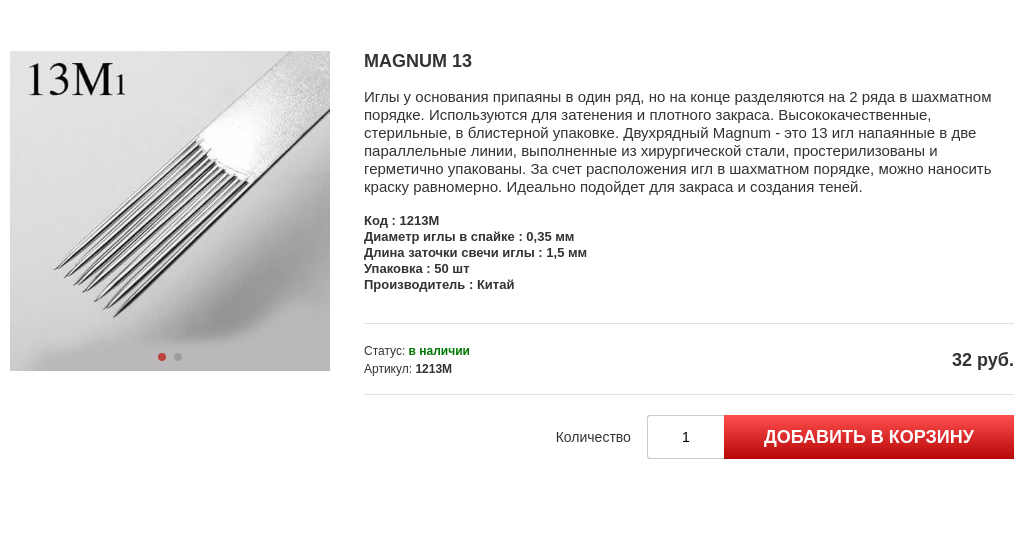 13M1
MAGNUM 13
Иглы у основания припаяны в один ряд, но на конце разделяются на 2 ряда в шахматном
порядке. Используются для затенения и плотного закраса. Высококачественные,
стерильные, в блистерной упаковке. Двухрядный Magnum - это 13 игл напаянные в две
параллельные линии, выполненные из хирургической стали, простерилизованы и
герметично упакованы. За счет расположения игл в шахматном порядке, можно наносить
краску равномерно. Идеально подойдет для закраса и создания теней.
Код : 1213М
Диаметр иглы в спайке : 0,35 мм
Длина заточки свечи иглы : 1,5 мм
Упаковка : 50 шт
Производитель : Китай
Статус: в наличии
Артикул: 1213М
32 руб.
Количество 1 ДОБАВИТЬ В КОРЗИНУ